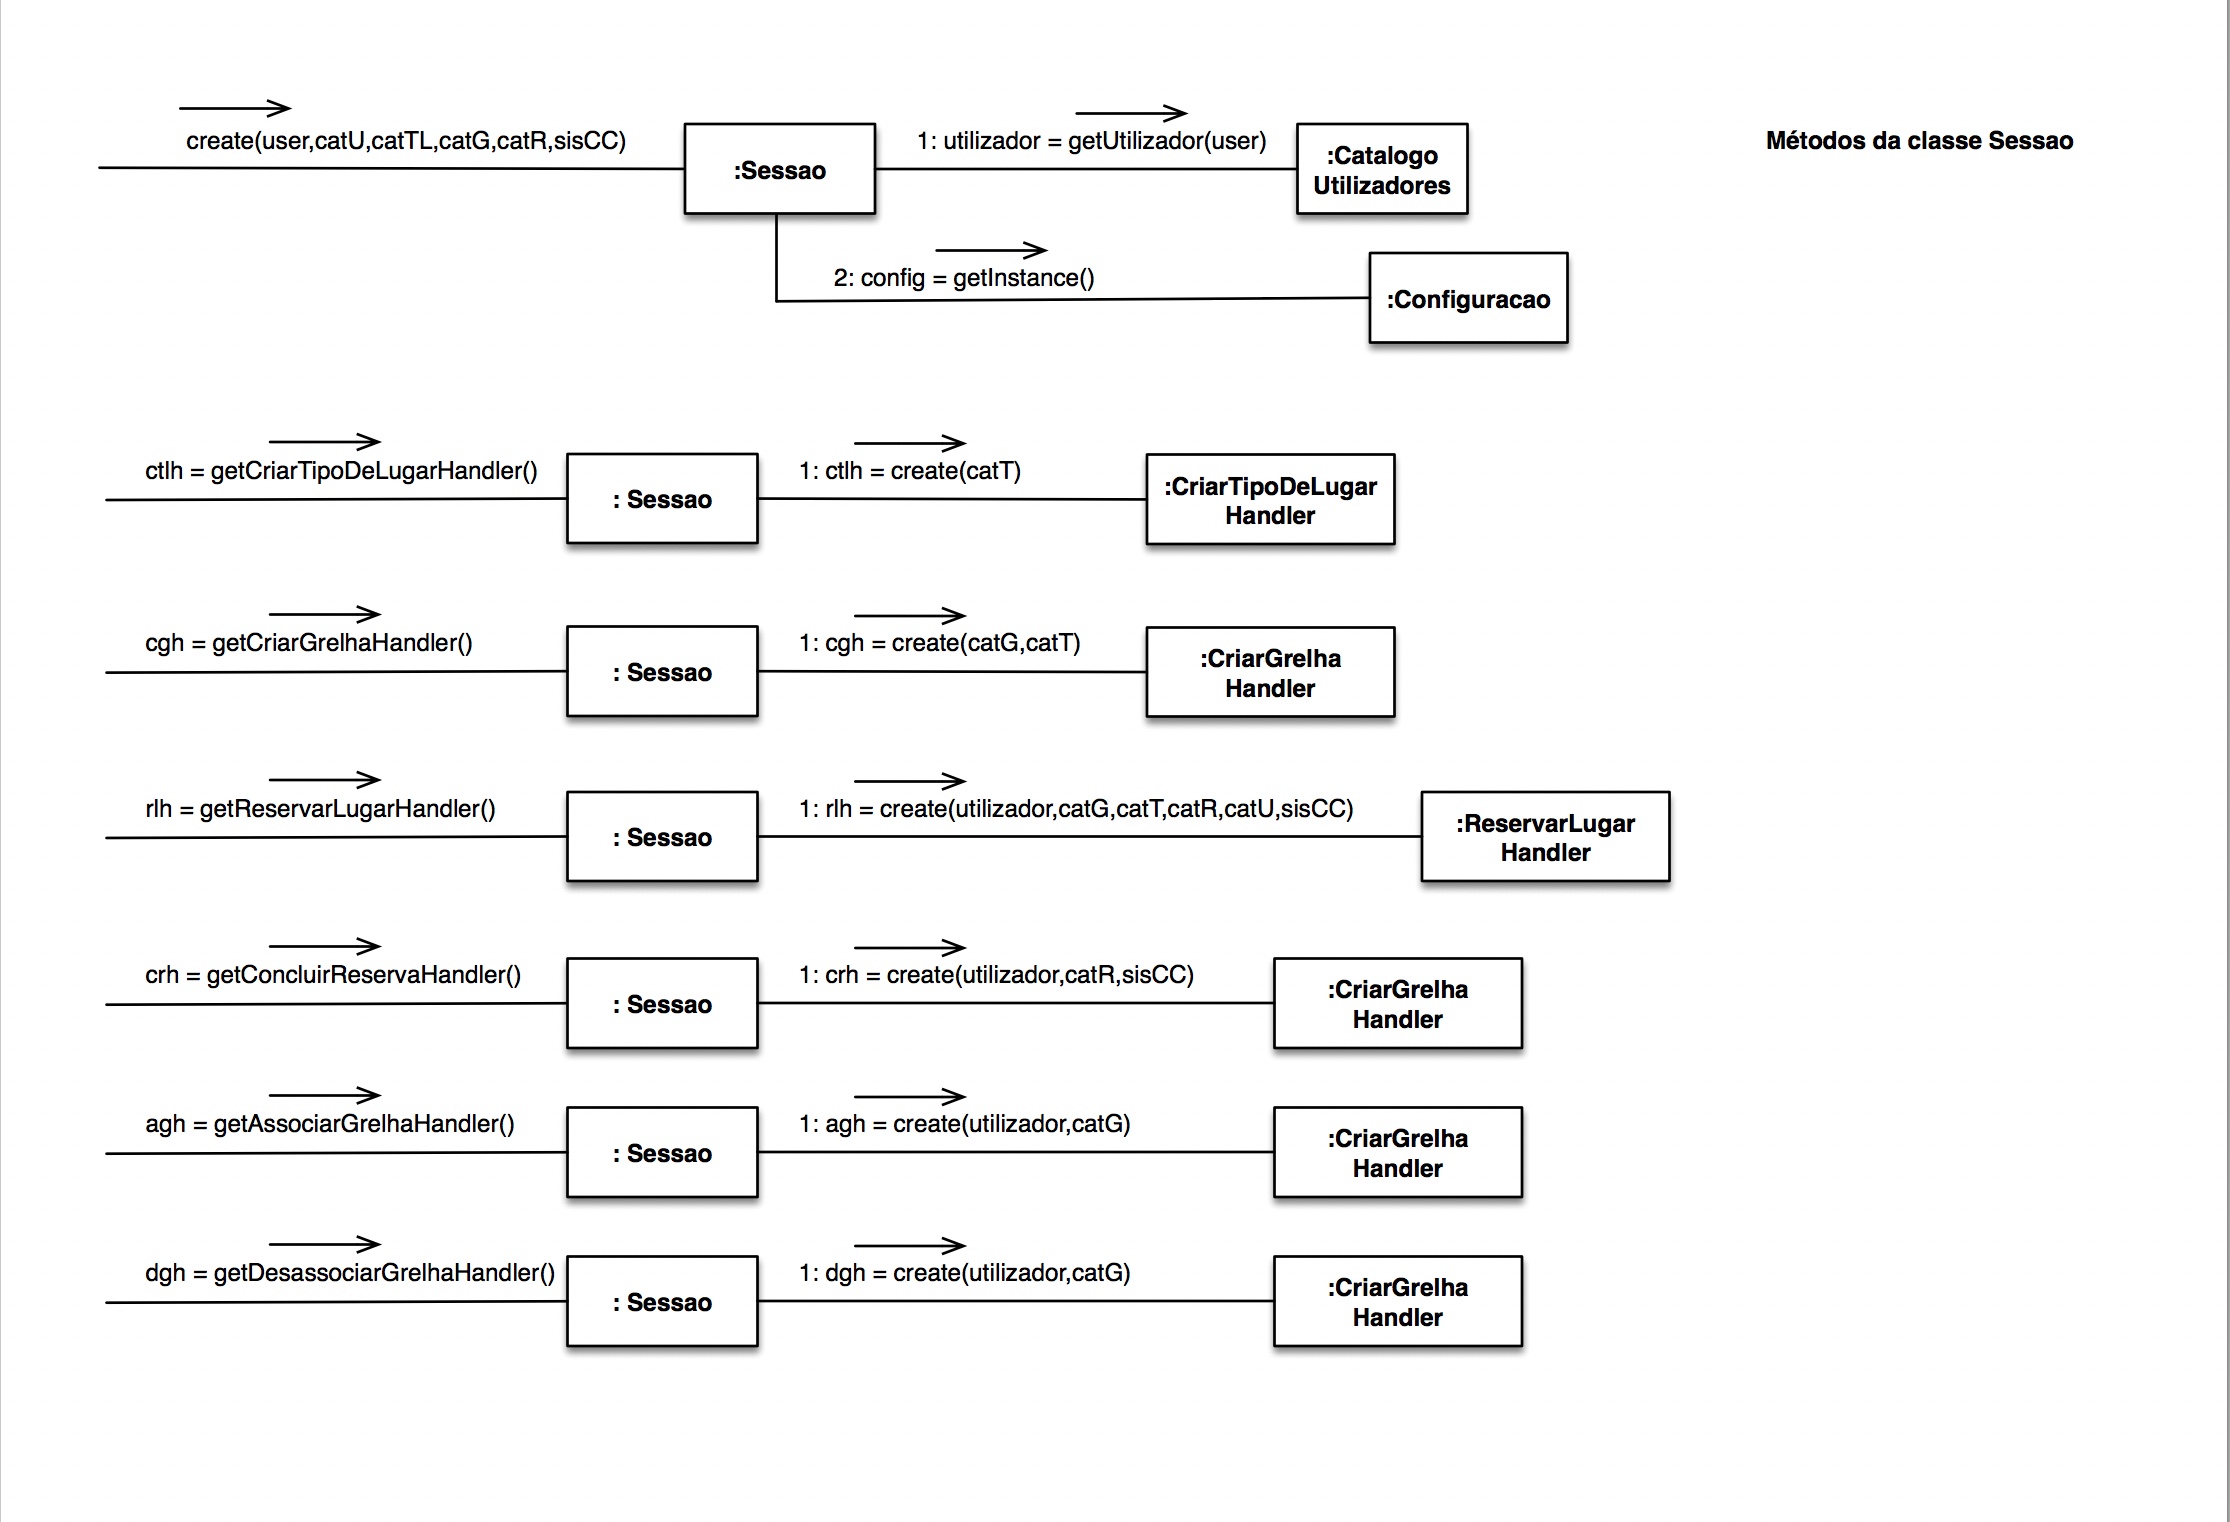 create(user,catU,catTL,catG,catR,sisCC)
:Sessao
1: utilizador = getUtilizador(user)
:Catalogo
Utilizadores
Métodos da classe Sessao
2: config = getInstance()
:Configuracao
ctlh = getCriarTipoDeLugarHandler()
: Sessao
1: ctlh = create(catT)
:CriarTipoDeLugar
Handler
cgh = getCriarGrelhaHandler()
: Sessao
1: cgh = create(catG,catT)
:CriarGrelha
Handler
rlh = getReservarLugarHandler()
: Sessao
1: rlh = create(utilizador,catG,catT,catR,catU,sisCC)
:ReservarLugar
Handler
crh = getConcluirReservaHandler()
: Sessao
1: crh = create(utilizador,catR,sisCC)
:CriarGrelha
Handler
agh = getAssociarGrelhaHandler()
: Sessao
1: agh = create(utilizador,catG)
:CriarGrelha
Handler
dgh = getDesassociarGrelhaHandler()
: Sessao
1: dgh = create(utilizador,catG)
:CriarGrelha
Handler